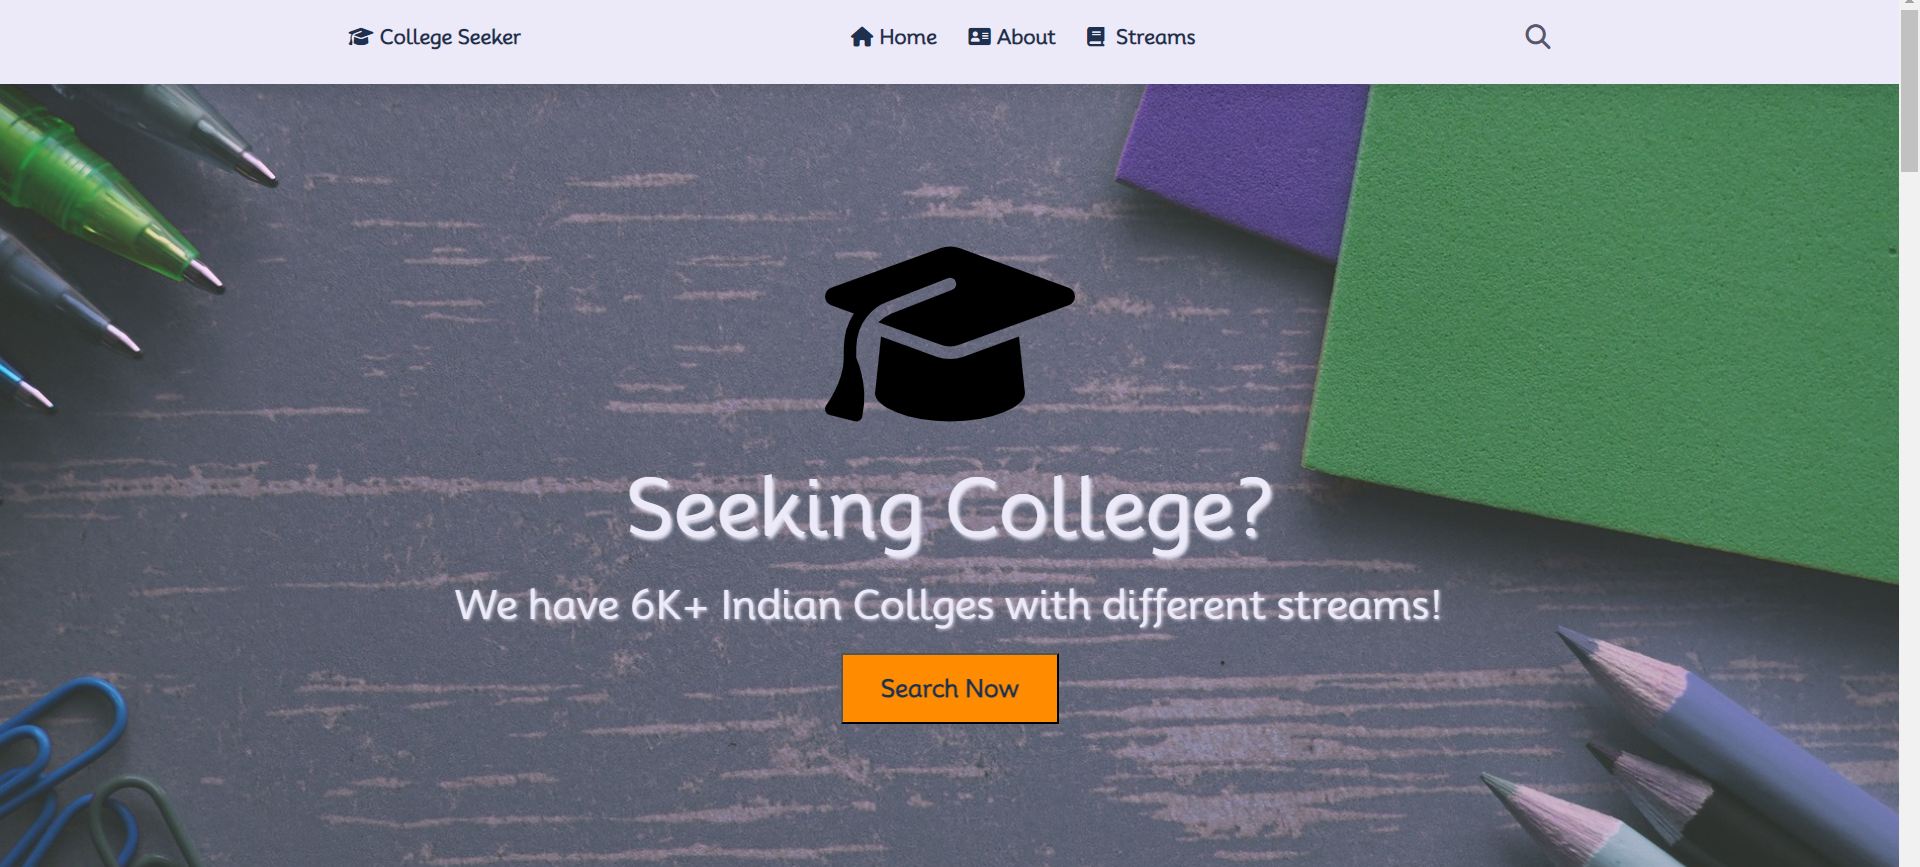 College Seeker
Home
About
Streams
Seeking College?
We have 6K+ Indian Collges with different streams!
Search Now